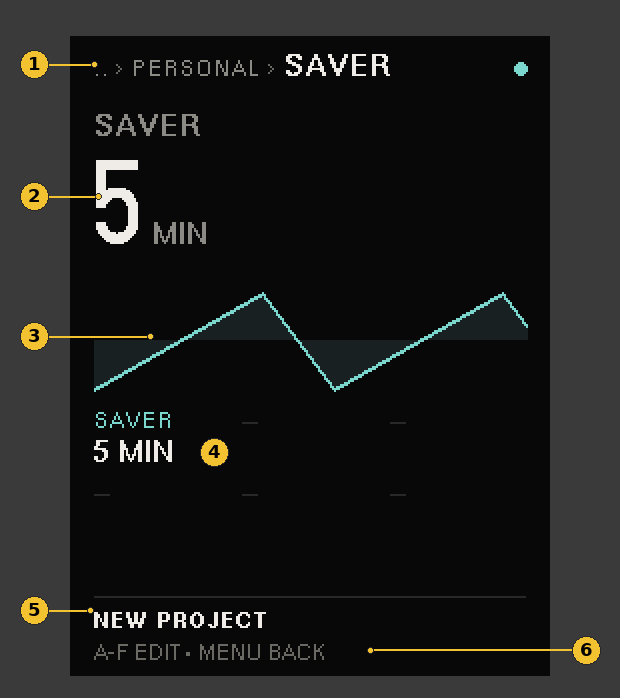 1 .. > PERSONAL > SAVER
SAVER
2 5 MIN
3
SAVER
5 MIN 4
5 NEW PROJECT
A-F EDIT · MENU BACK 6